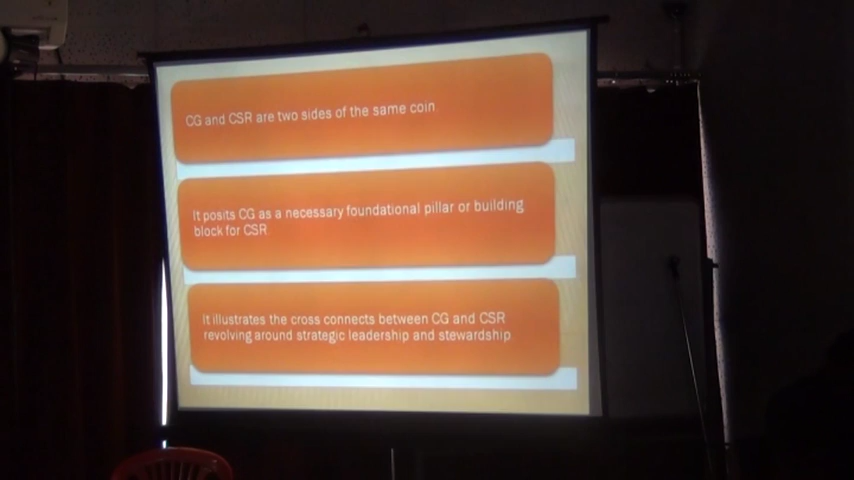 CG and CSR are two sides of the same coin.
It posits CG as a necessary foundational pillar or building
block for CSR.
It illustrates the cross connects between CG and CSR
revolving around strategic leadership and stewardship